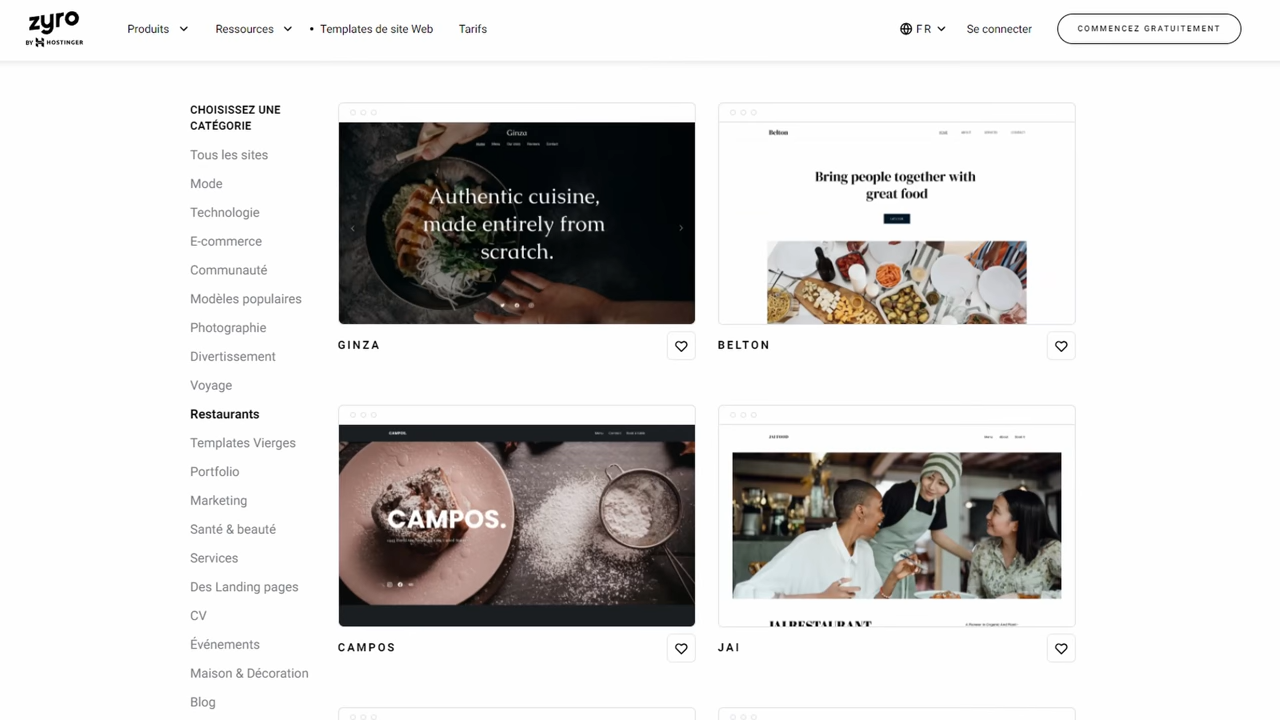 zyro
BY HOSTINGER
Produits
Ressources
Templates de site Web
Tarifs
FR
Se connecter
COMMENCEZ GRATUITEMENT
CHOISISSEZ UNE
CATÉGORIE
Tous les sites
Mode
Technologie
E-commerce
Communauté
Modèles populaires
Photographie
Divertissement
Voyage
Restaurants
Templates Vierges
Portfolio
Marketing
Santé & beauté
Services
Des Landing pages
CV
Événements
Maison & Décoration
Blog
Ginza
Authentic cuisine,
made entirely from
scratch.
GINZA
Belton
Bring people together with
great food
BELTON
CAMPOS.
CAMPOS.
CAMPOS
JAI RESTAURANT
JAI